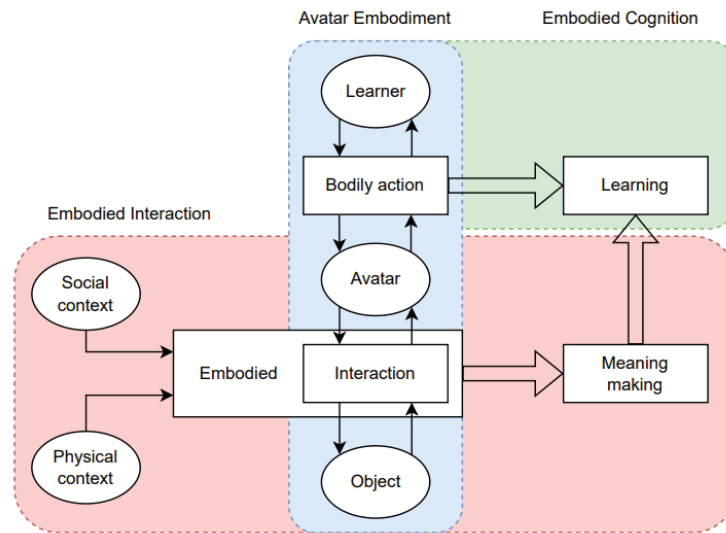 Avatar Embodiment
Embodied Cognition
Learner
Bodily action
Learning
Embodied Interaction
Social
context
Avatar
Embodied
Interaction
Meaning
making
Physical
context
Object